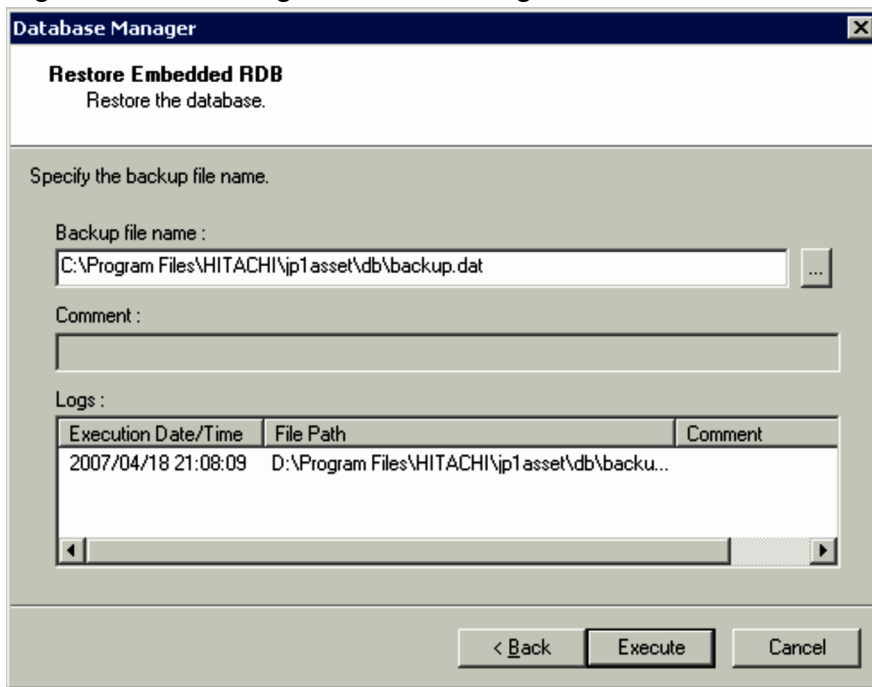 Database Manager
Restore Embedded RDB
Restore the database.
Specify the backup file name.
Backup file name :
C:\Program Files\HITACHI\jp1asset\db\backup.dat
...
Comment :
Logs :
Execution Date/Time File Path Comment
2007/04/18 21:08:09 D:\Program Files\HITACHI\jp1asset\db\backu...
< Back Execute Cancel